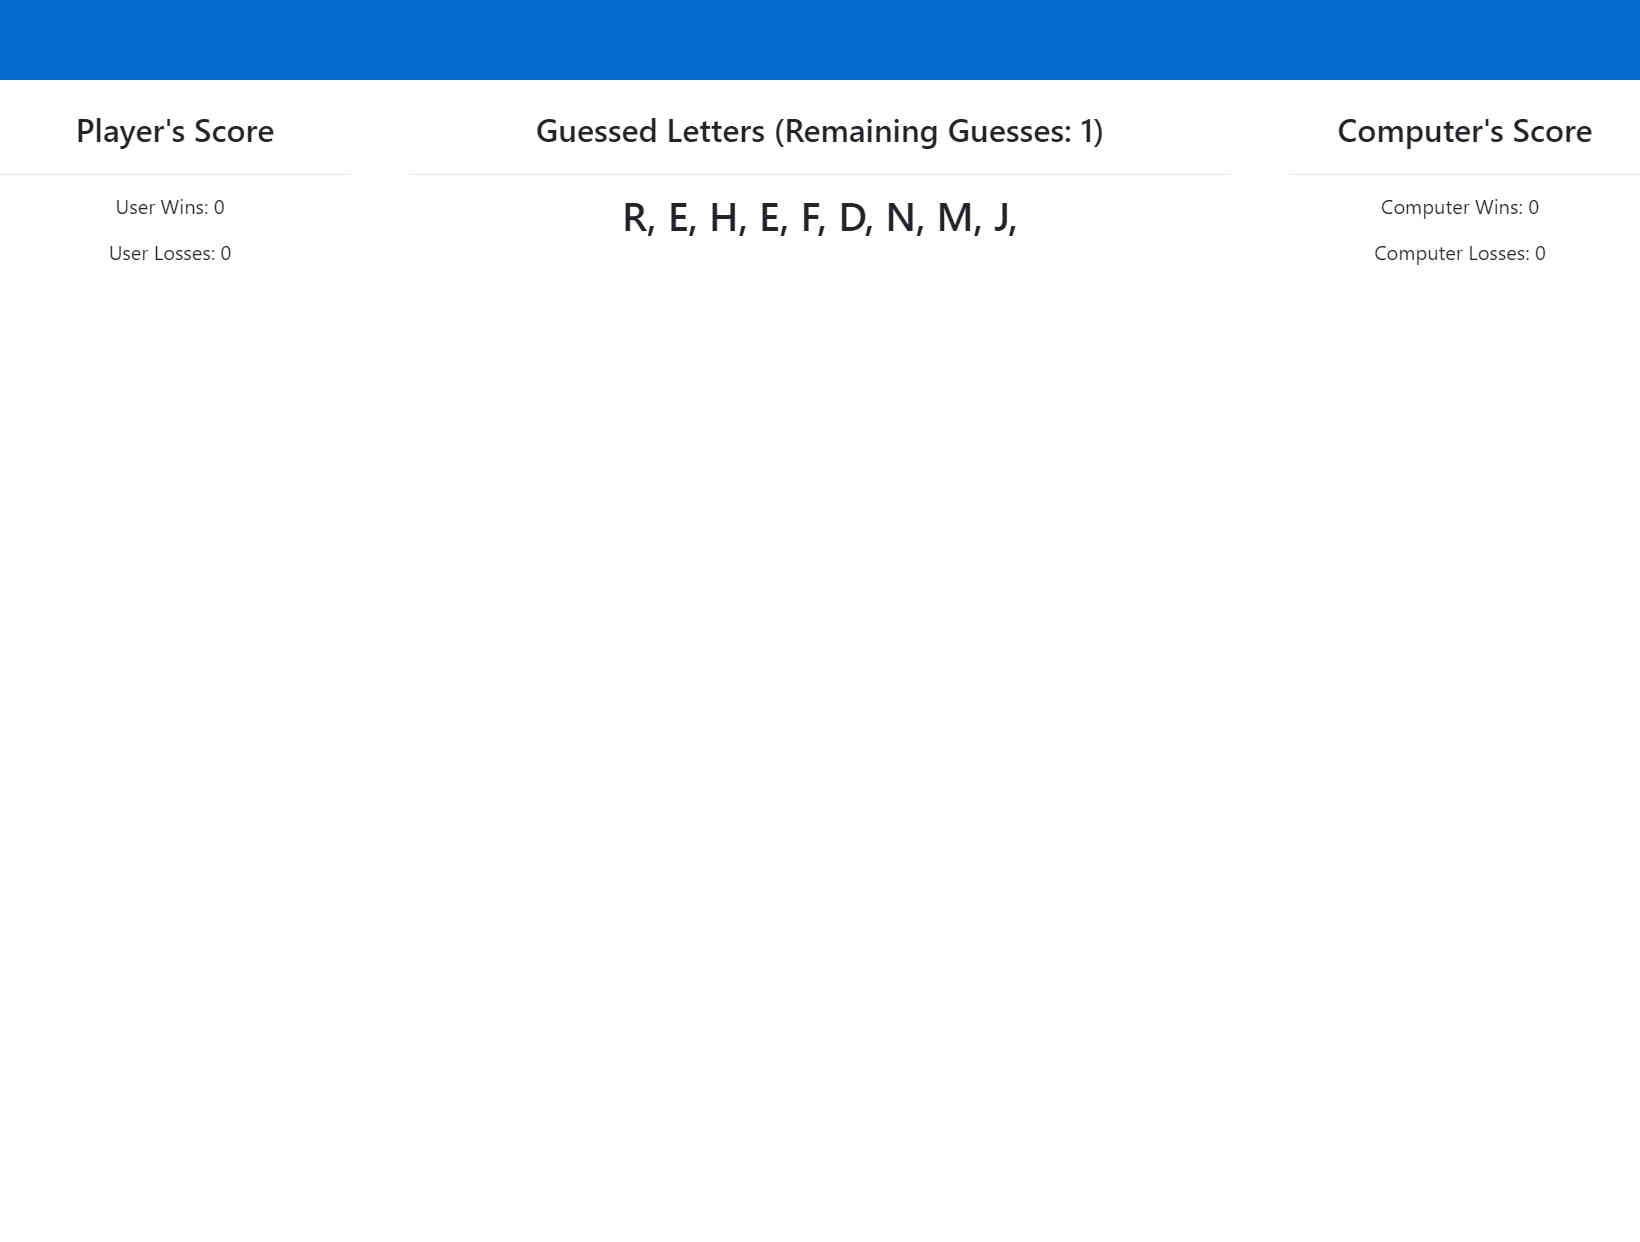 Player's Score
User Wins: 0
User Losses: 0
Guessed Letters (Remaining Guesses: 1)
R, E, H, E, F, D, N, M, J,
Computer's Score
Computer Wins: 0
Computer Losses: 0